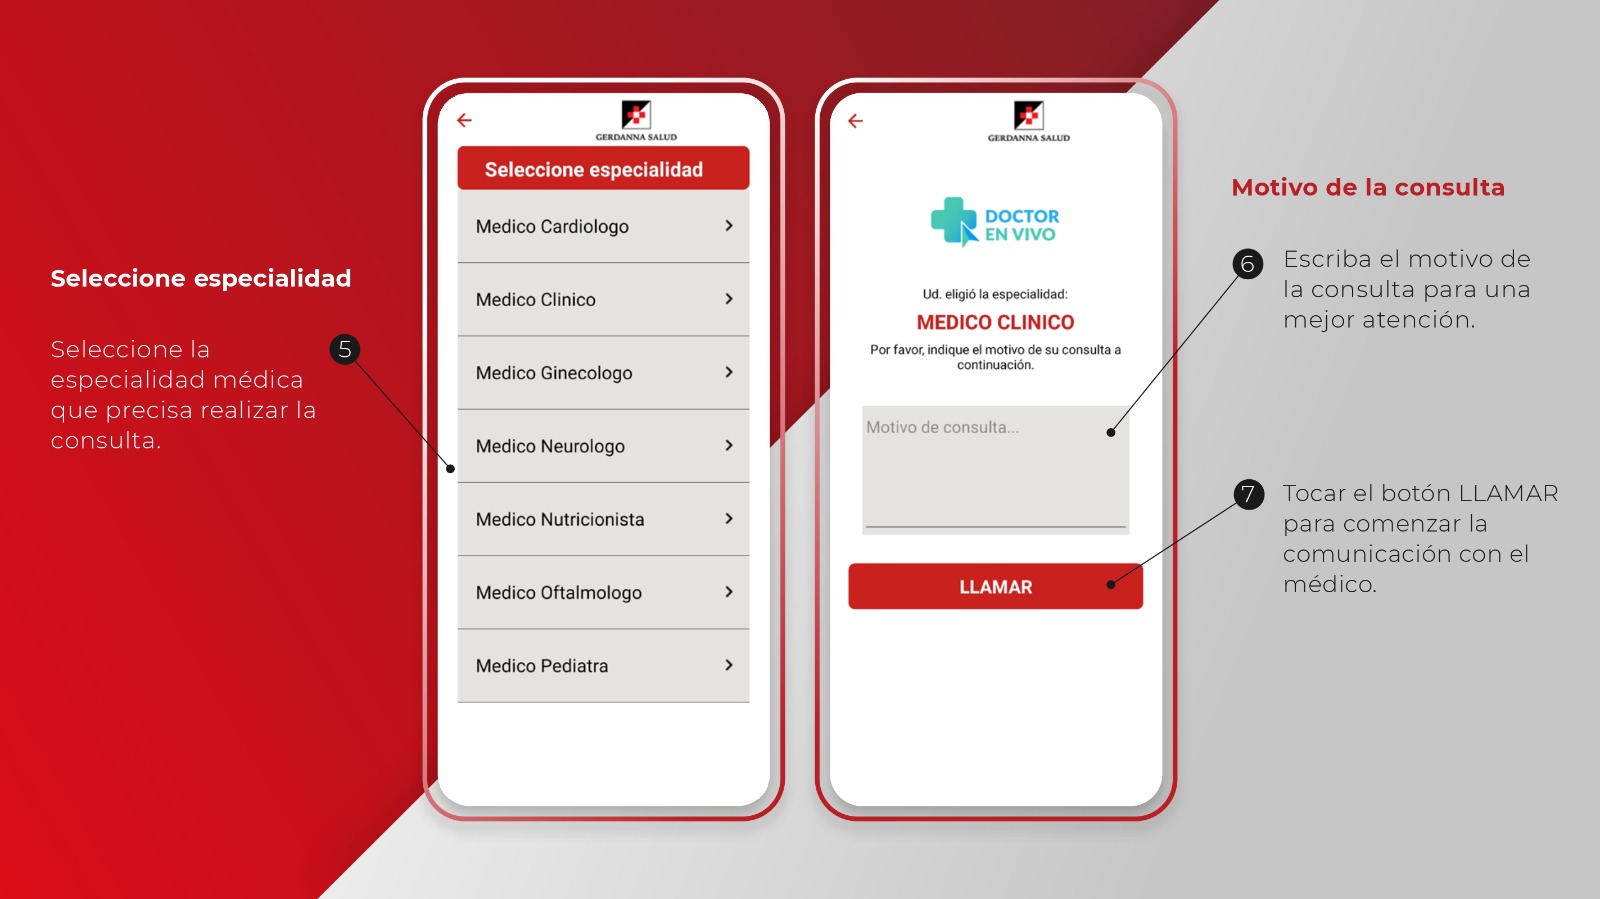 Seleccione especialidad
5
Seleccione la
especialidad médica
que precisa realizar la
consulta.
GERDANNA SALUD
Seleccione especialidad
Medico Cardiologo
Medico Clinico
Medico Ginecologo
Medico Neurologo
Medico Nutricionista
Medico Oftalmologo
Medico Pediatra
GERDANNA SALUD
DOCTOR
EN VIVO
Ud. eligió la especialidad:
MEDICO CLINICO
Por favor, indique el motivo de su consulta a
continuación.
Motivo de consulta...
LLAMAR
Motivo de la consulta
6
Escriba el motivo de
la consulta para una
mejor atención.
7
Tocar el botón LLAMAR
para comenzar la
comunicación con el
médico.